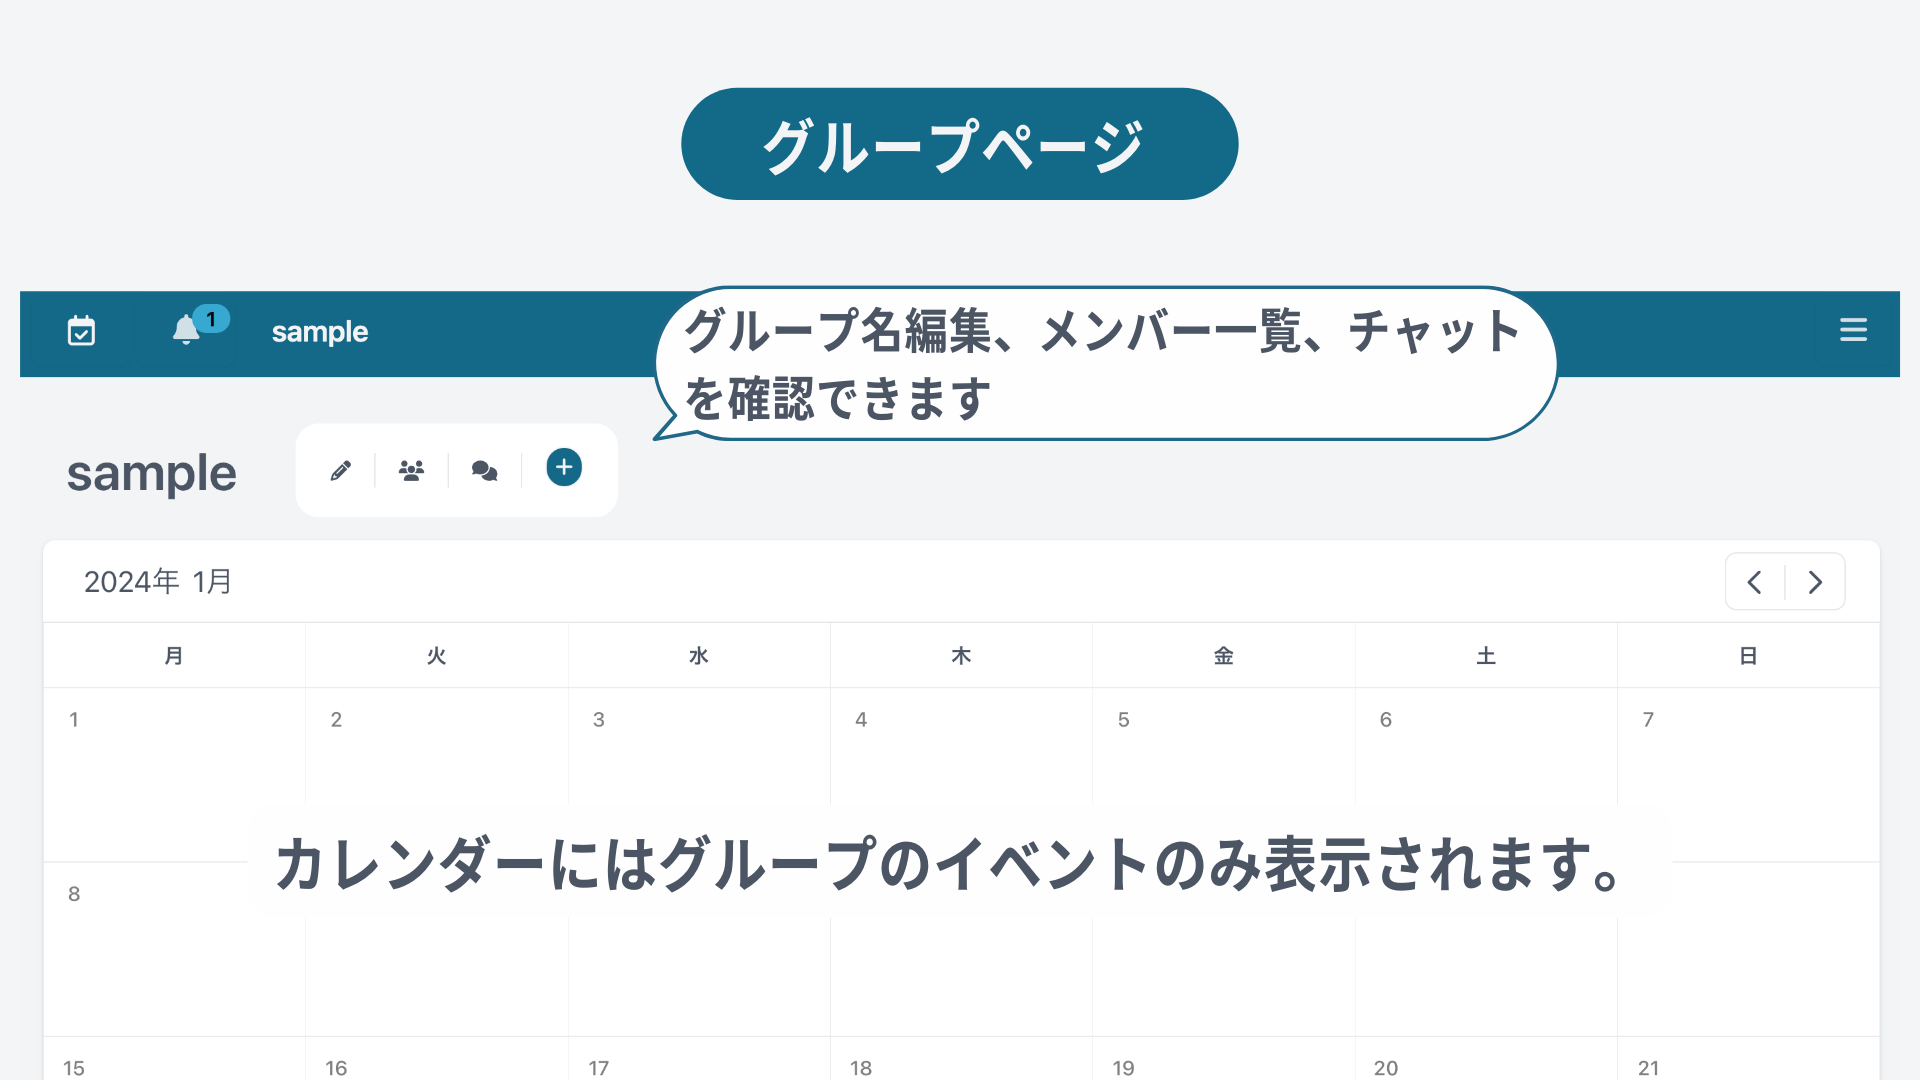 グループページ
1
sample
グループ名編集、メンバー一覧、チャット
を確認できます
sample
2024年 1月
月 火 水 木 金 土 日
1 2 3 4 5 6 7
カレンダーにはグループのイベントのみ表示されます。
8
15 16 17 18 19 20 21